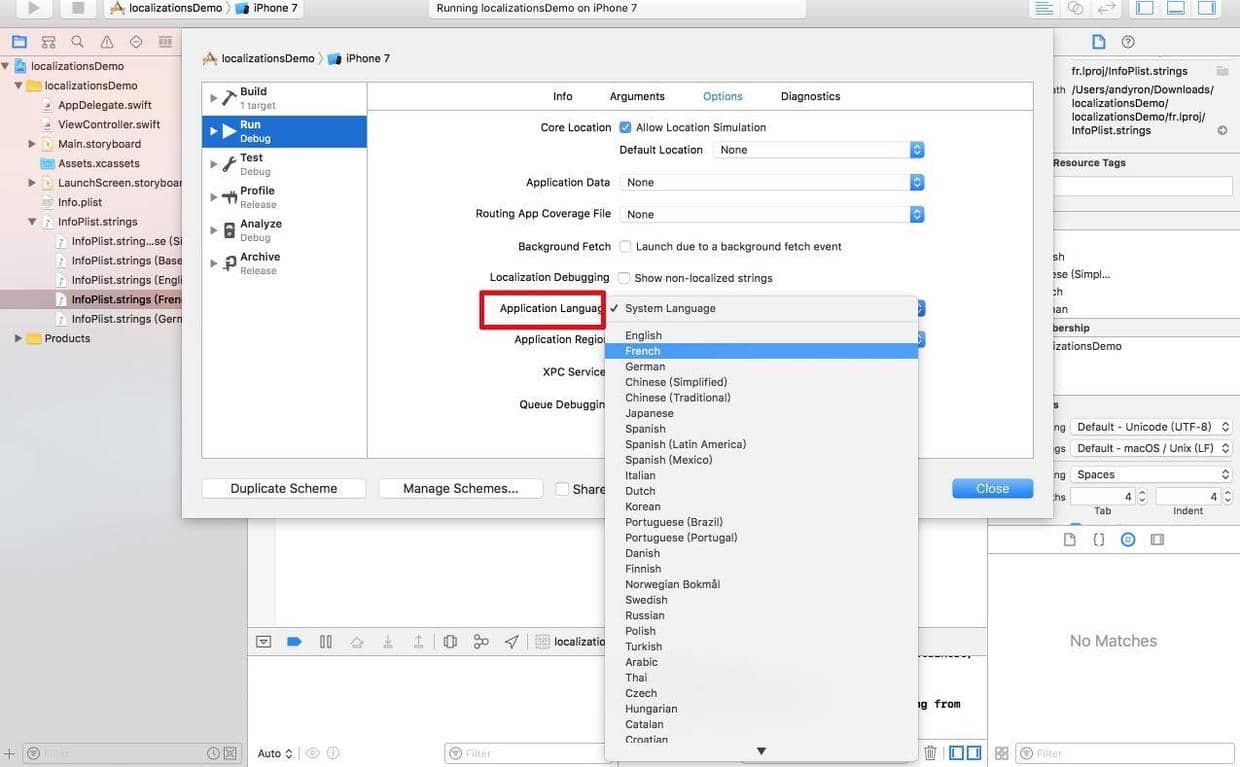 localizationsDemo 〉 iPhone 7
Running localizationsDemo on iPhone 7
localizationsDemo
localizationsDemo
AppDelegate.swift
ViewController.swift
Main.storyboard
Assets.xcassets
LaunchScreen.storyboar
Info.plist
InfoPlist.strings
InfoPlist.string...se (Si
InfoPlist.strings (Base
InfoPlist.strings (Engli
InfoPlist.strings (Fren
InfoPlist.strings (Germ
Products
Filter
localizationsDemo 〉 iPhone 7
Build
1 target
Run
Debug
Test
Debug
Profile
Release
Analyze
Debug
Archive
Release
Info Arguments Options Diagnostics
Core Location Allow Location Simulation
Default Location None
Application Data None
Routing App Coverage File None
Background Fetch Launch due to a background fetch event
Localization Debugging Show non-localized strings
Application Languag ✓ System Language
Application Regio
XPC Service
Queue Debuggin
English
French
German
Chinese (Simplified)
Chinese (Traditional)
Japanese
Spanish
Spanish (Latin America)
Spanish (Mexico)
Italian
Dutch
Korean
Portuguese (Brazil)
Portuguese (Portugal)
Danish
Finnish
Norwegian Bokmål
Swedish
Russian
Polish
Turkish
Arabic
Thai
Czech
Hungarian
Catalan
Croatian
Duplicate Scheme Manage Schemes... Share
Close
localizatio
ng from
Auto
Filter
fr.lproj/InfoPlist.strings
ath /Users/andyron/Downloads/
localizationsDemo/
localizationsDemo/fr.lproj/
InfoPlist.strings
Resource Tags
sh
ese (Simpl...
ch
nan
bership
izationsDemo
s
ng Default - Unicode (UTF-8)
gs Default - macOS / Unix (LF)
ng Spaces
hs 4 4
Tab Indent
No Matches
Filter